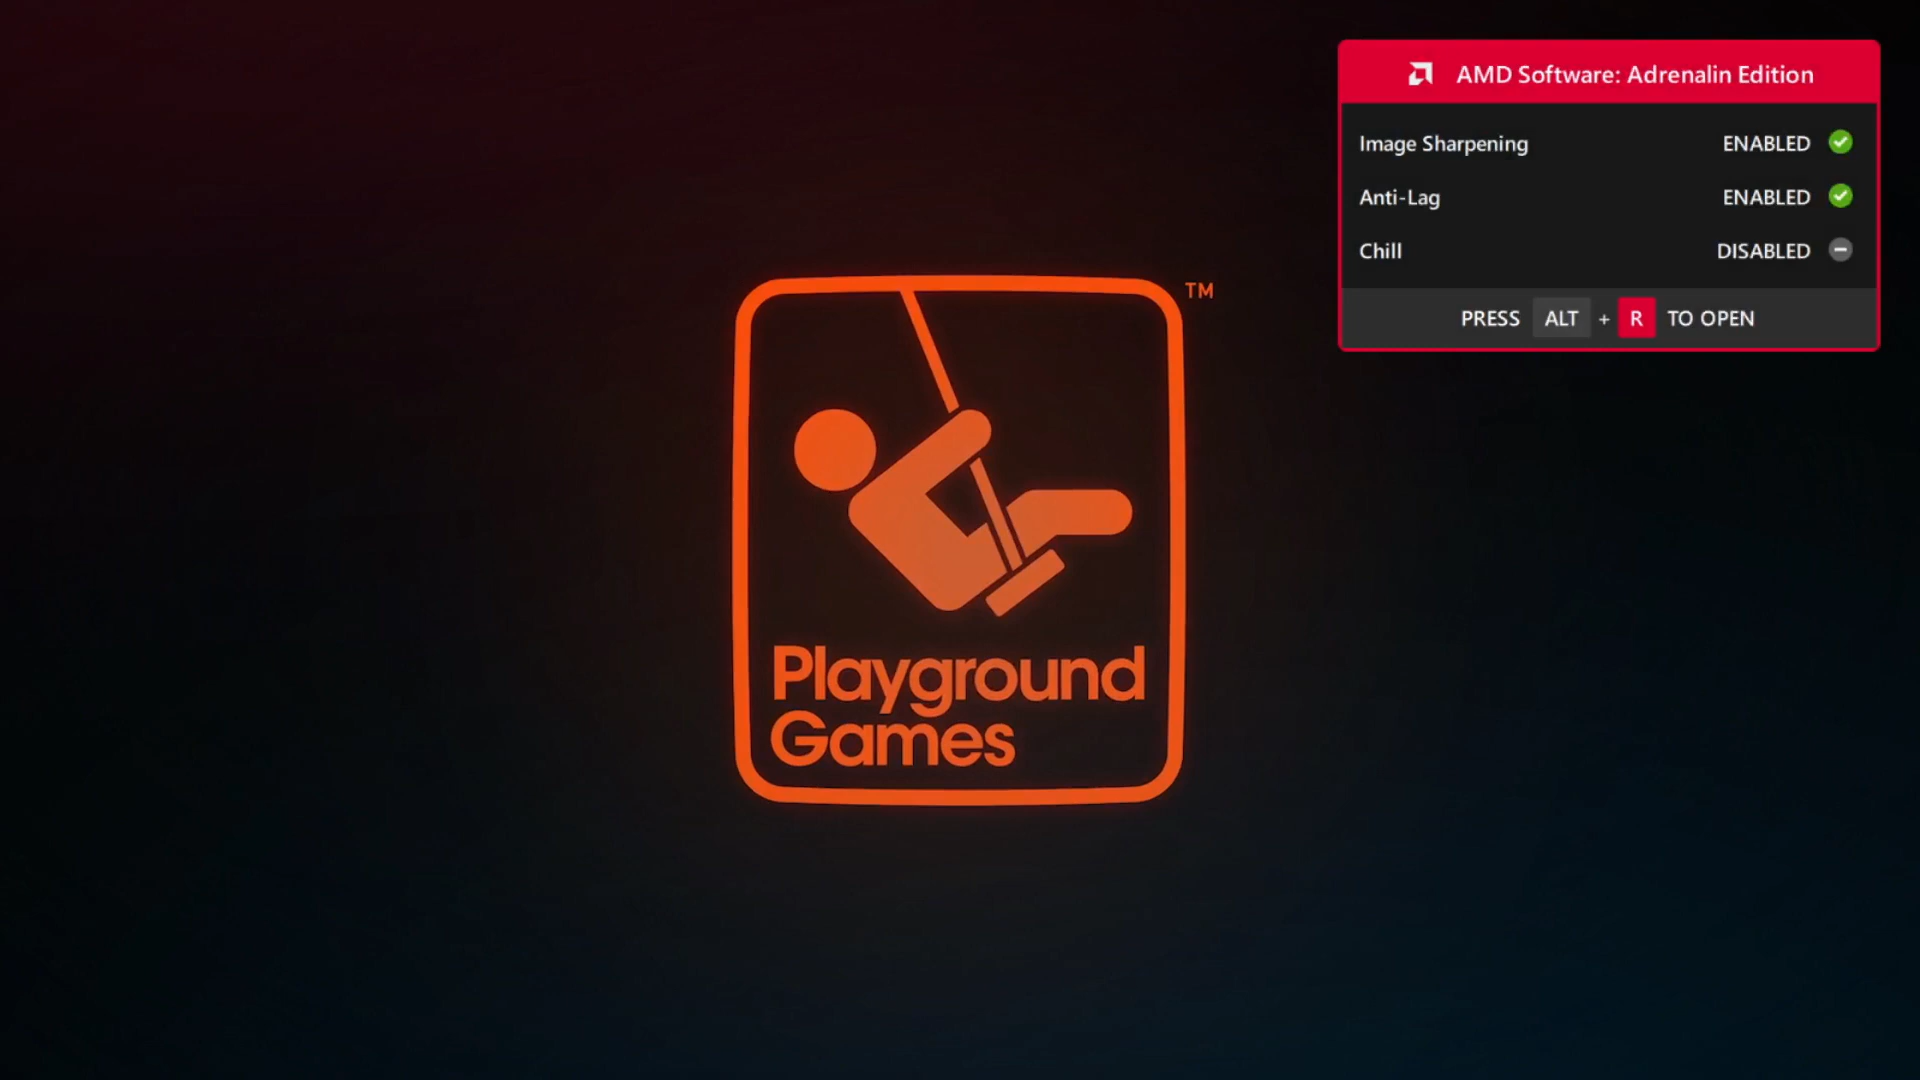 AMD Software: Adrenalin Edition
Image Sharpening ENABLED
Anti-Lag ENABLED
Chill DISABLED
PRESS ALT + R TO OPEN
TM
Playground
Games